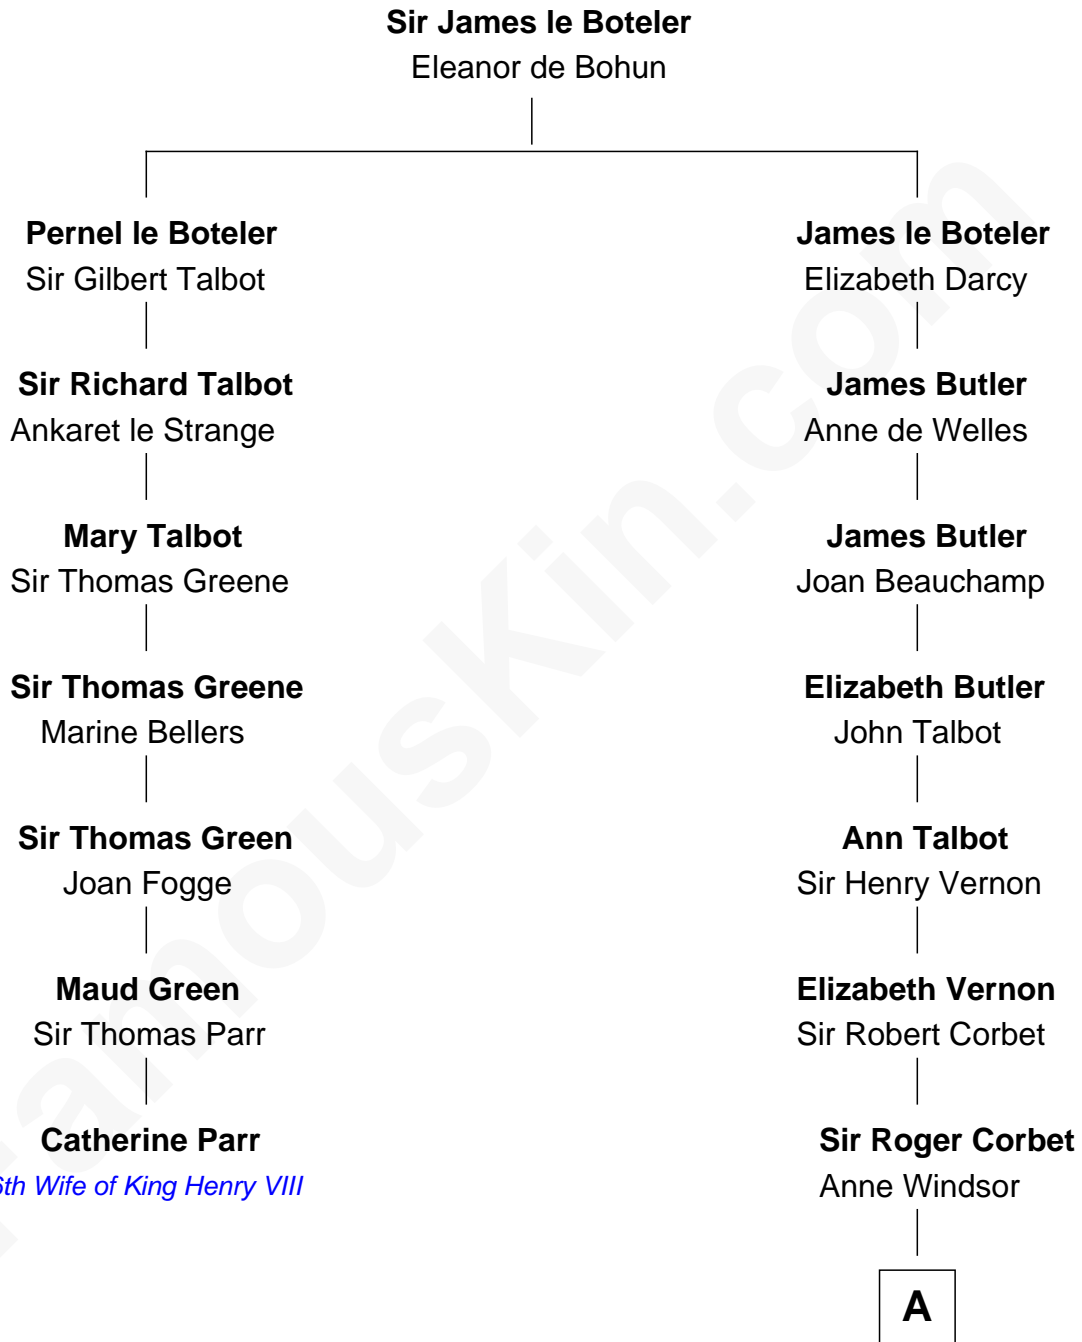 Sir James le Boteler
Eleanor de Bohun
Pernel le Boteler
Sir Gilbert Talbot
James le Boteler
Elizabeth Darcy
Sir Richard Talbot
Ankaret le Strange
James Butler
Anne de Welles
Mary Talbot
Sir Thomas Greene
James Butler
Joan Beauchamp
Sir Thomas Greene
Marine Bellers
Elizabeth Butler
John Talbot
Sir Thomas Green
Joan Fogge
Ann Talbot
Sir Henry Vernon
Maud Green
Sir Thomas Parr
Elizabeth Vernon
Sir Robert Corbet
Catherine Parr
6th Wife of King Henry VIII
Sir Roger Corbet
Anne Windsor
A
FamousKin.com